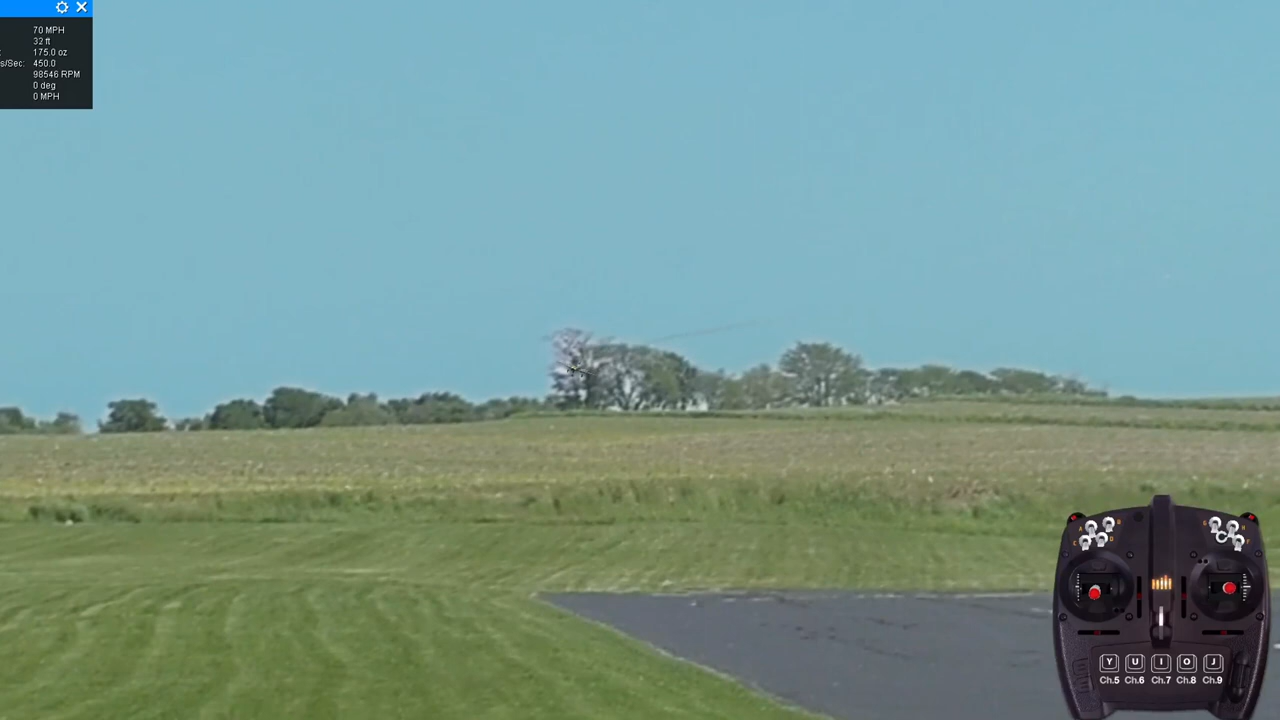 70 MPH
32 ft
: 175.0 oz
s/Sec: 450.0
98546 RPM
0 deg
0 MPH
Y U I O J
Ch.5 Ch.6 Ch.7 Ch.8 Ch.9